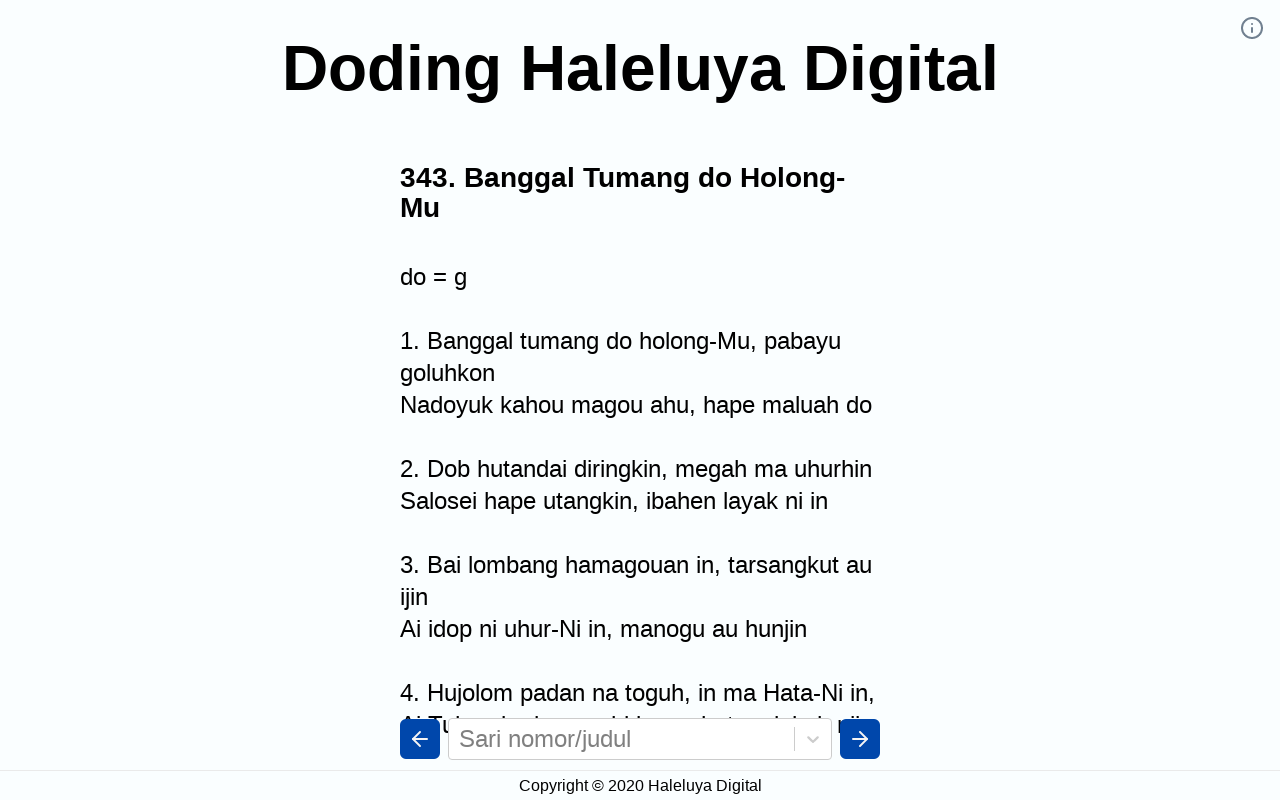 Doding Haleluya Digital
343. Banggal Tumang do Holong-
Mu
do = g
1. Banggal tumang do holong-Mu, pabayu
goluhkon
Nadoyuk kahou magou ahu, hape maluah do
2. Dob hutandai diringkin, megah ma uhurhin
Salosei hape utangkin, ibahen layak ni in
3. Bai lombang hamagouan in, tarsangkut au
ijin
Ai idop ni uhur-Ni in, manogu au hunjin
4. Hujolom padan na toguh, in ma Hata-Ni in,
Sari nomor/judul
Copyright © 2020 Haleluya Digital